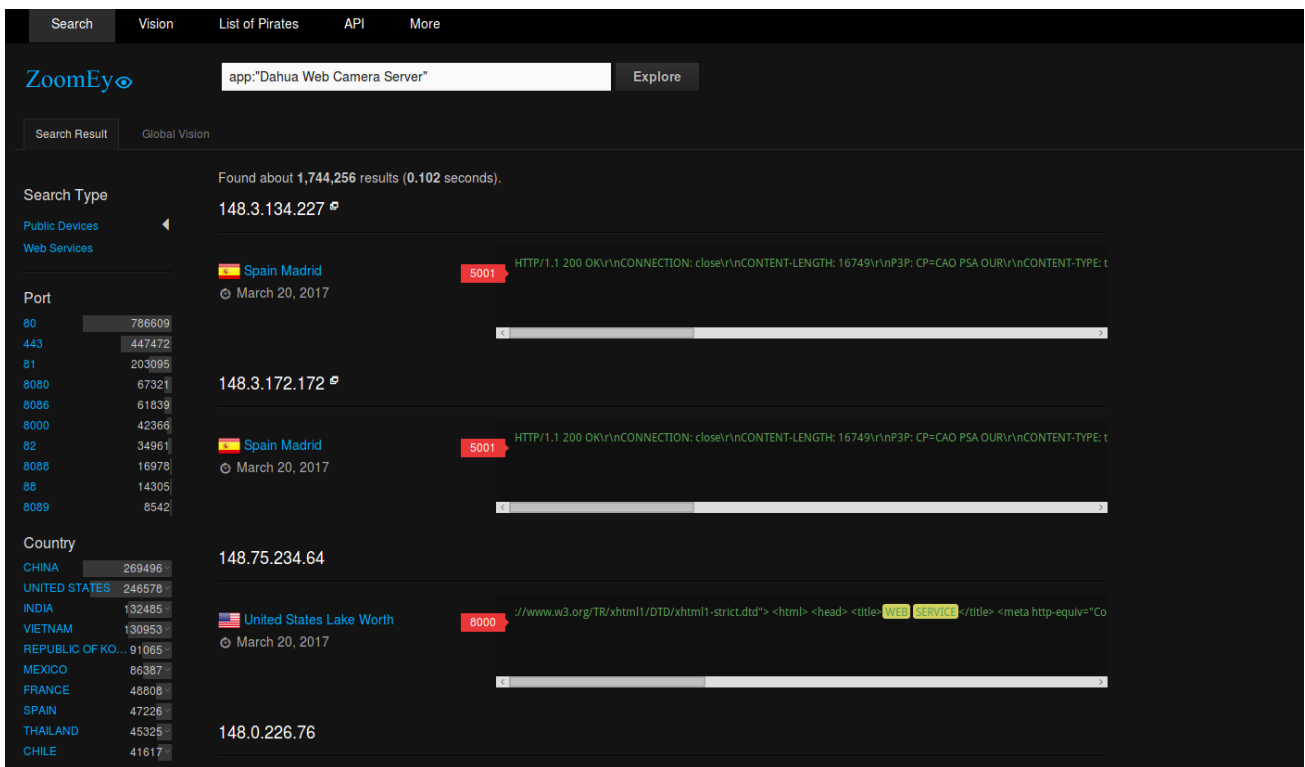 Search Vision List of Pirates API More
ZoomEy
app:"Dahua Web Camera Server" Explore
Search Result Global Vision
Found about 1,744,256 results (0.102 seconds).
Search Type
Public Devices
Web Services
Port
80 786609
443 447472
81 203095
8080 67321
8086 61839
8000 42366
82 34961
8088 16978
88 14305
8089 8542
Country
CHINA 269496
UNITED STATES 246578
INDIA 132485
VIETNAM 130953
REPUBLIC OF KO... 91065
MEXICO 86387
FRANCE 48808
SPAIN 47226
THAILAND 45325
CHILE 41617
148.3.134.227
Spain Madrid
March 20, 2017
5001
HTTP/1.1 200 OK\r\nCONNECTION: close\r\nCONTENT-LENGTH: 16749\r\nP3P: CP=CAO PSA OUR\r\nCONTENT-TYPE: t
148.3.172.172
Spain Madrid
March 20, 2017
5001
HTTP/1.1 200 OK\r\nCONNECTION: close\r\nCONTENT-LENGTH: 16749\r\nP3P: CP=CAO PSA OUR\r\nCONTENT-TYPE: t
148.75.234.64
United States Lake Worth
March 20, 2017
8000
://www.w3.org/TR/xhtml1/DTD/xhtml1-strict.dtd"> <html> <head> <title> WEB SERVICE </title> <meta http-equiv="Co
148.0.226.76